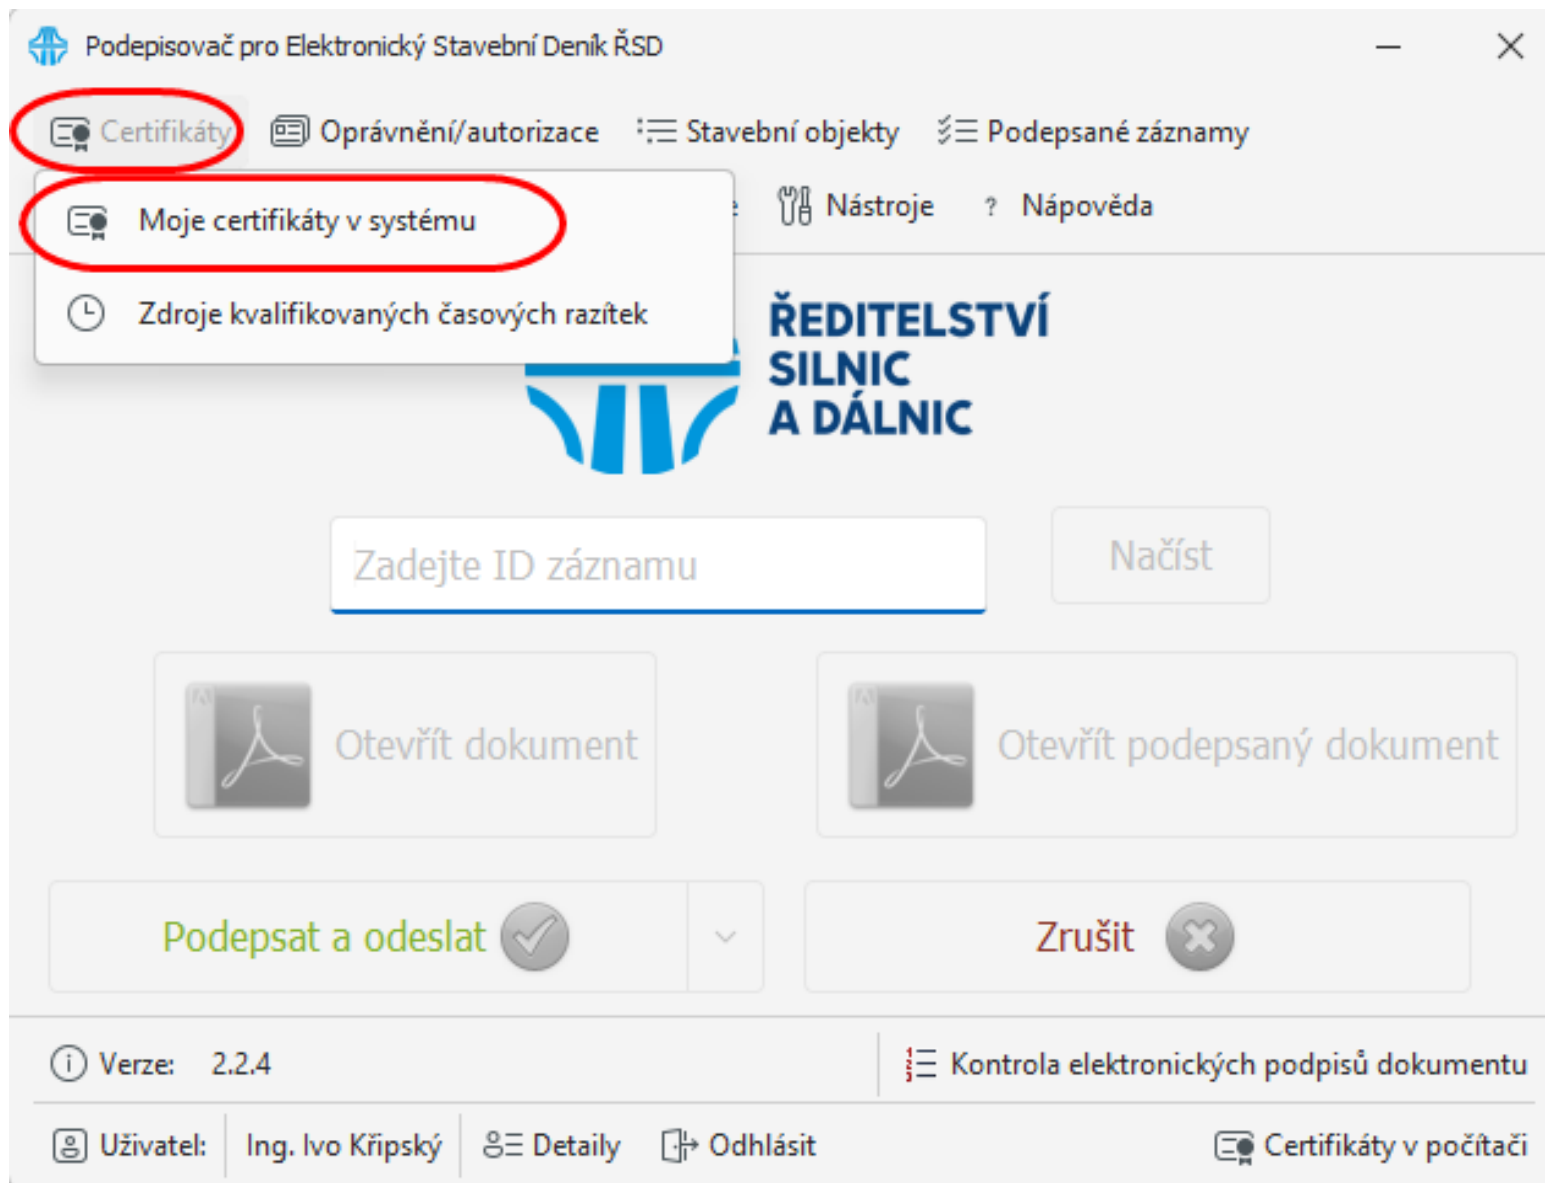 Podepisovač pro Elektronický Stavební Deník ŘSD
Certifikáty Oprávnění/autorizace Stavební objekty Podepsané záznamy
Moje certifikáty v systému Nástroje ? Nápověda
Zdroje kvalifikovaných časových razítek
ŘEDITELSTVÍ
SILNIC
A DÁLNIC
Zadejte ID záznamu Načíst
Otevřít dokument Otevřít podepsaný dokument
Podepsat a odeslat Zrušit
Verze: 2.2.4 Kontrola elektronických podpisů dokumentu
Uživatel: Ing. Ivo Křipský Detaily Odhlásit Certifikáty v počítači